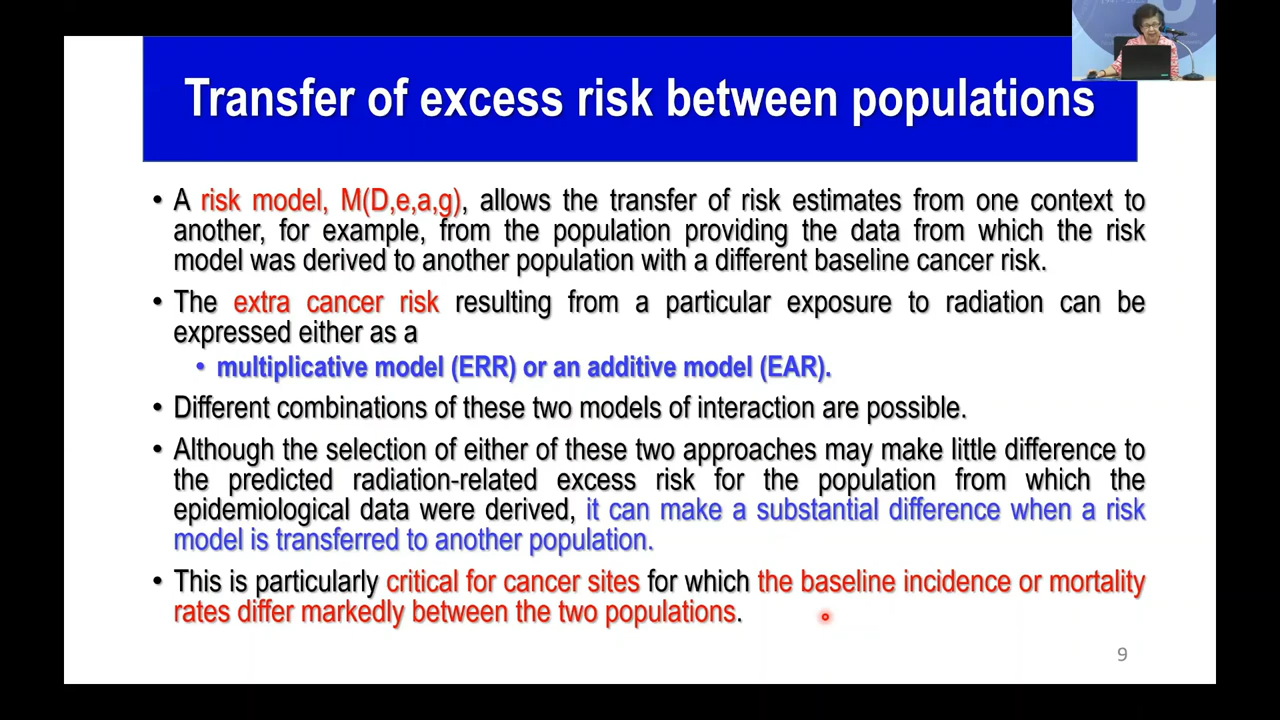 Transfer of excess risk between populations
• A risk model, M(D,e,a,g), allows the transfer of risk estimates from one context to
another, for example, from the population providing the data from which the risk
model was derived to another population with a different baseline cancer risk.
• The extra cancer risk resulting from a particular exposure to radiation can be
expressed either as a
• multiplicative model (ERR) or an additive model (EAR).
• Different combinations of these two models of interaction are possible.
• Although the selection of either of these two approaches may make little difference to
the predicted radiation-related excess risk for the population from which the
epidemiological data were derived, it can make a substantial difference when a risk
model is transferred to another population.
• This is particularly critical for cancer sites for which the baseline incidence or mortality
rates differ markedly between the two populations.
9